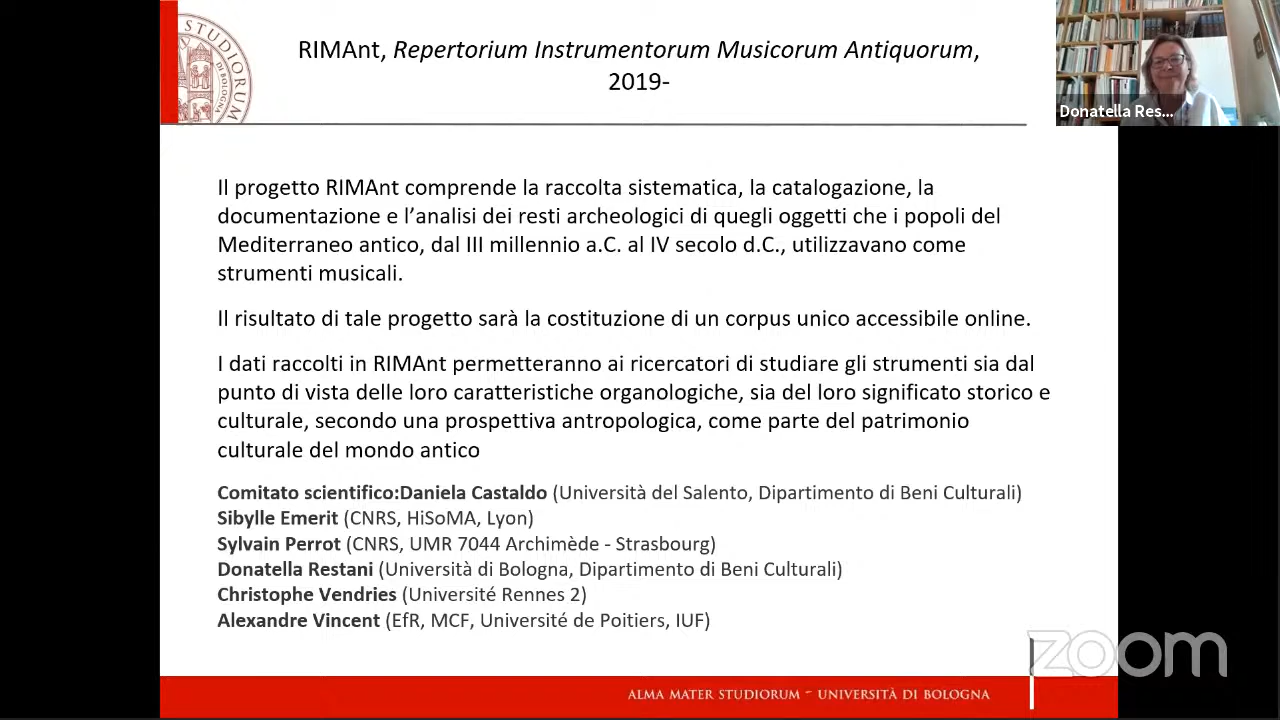 RIMAnt, Repertorium Instrumentorum Musicorum Antiquorum,
2019-
Donatella Res...
Il progetto RIMAnt comprende la raccolta sistematica, la catalogazione, la
documentazione e l'analisi dei resti archeologici di quegli oggetti che i popoli del
Mediterraneo antico, dal III millennio a.C. al IV secolo d.C., utilizzavano come
strumenti musicali.
Il risultato di tale progetto sarà la costituzione di un corpus unico accessibile online.
I dati raccolti in RIMAnt permetteranno ai ricercatori di studiare gli strumenti sia dal
punto di vista delle loro caratteristiche organologiche, sia del loro significato storico e
culturale, secondo una prospettiva antropologica, come parte del patrimonio
culturale del mondo antico
Comitato scientifico:Daniela Castaldo (Università del Salento, Dipartimento di Beni Culturali)
Sibylle Emerit (CNRS, HiSoMA, Lyon)
Sylvain Perrot (CNRS, UMR 7044 Archimède - Strasbourg)
Donatella Restani (Università di Bologna, Dipartimento di Beni Culturali)
Christophe Vendries (Université Rennes 2)
Alexandre Vincent (EfR, MCF, Université de Poitiers, IUF)
zoom
ALMA MATER STUDIORUM – UNIVERSITÀ DI BOLOGNA